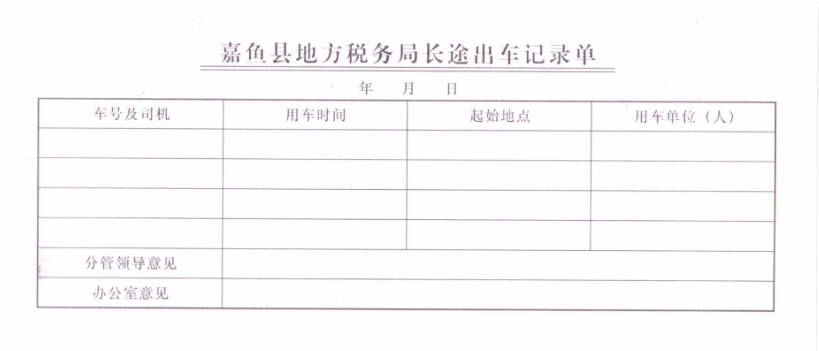 嘉鱼县地方税务局长途出车记录单
年 月 日
车号及司机 用车时间 起始地点 用车单位（人）
分管领导意见
办公室意见